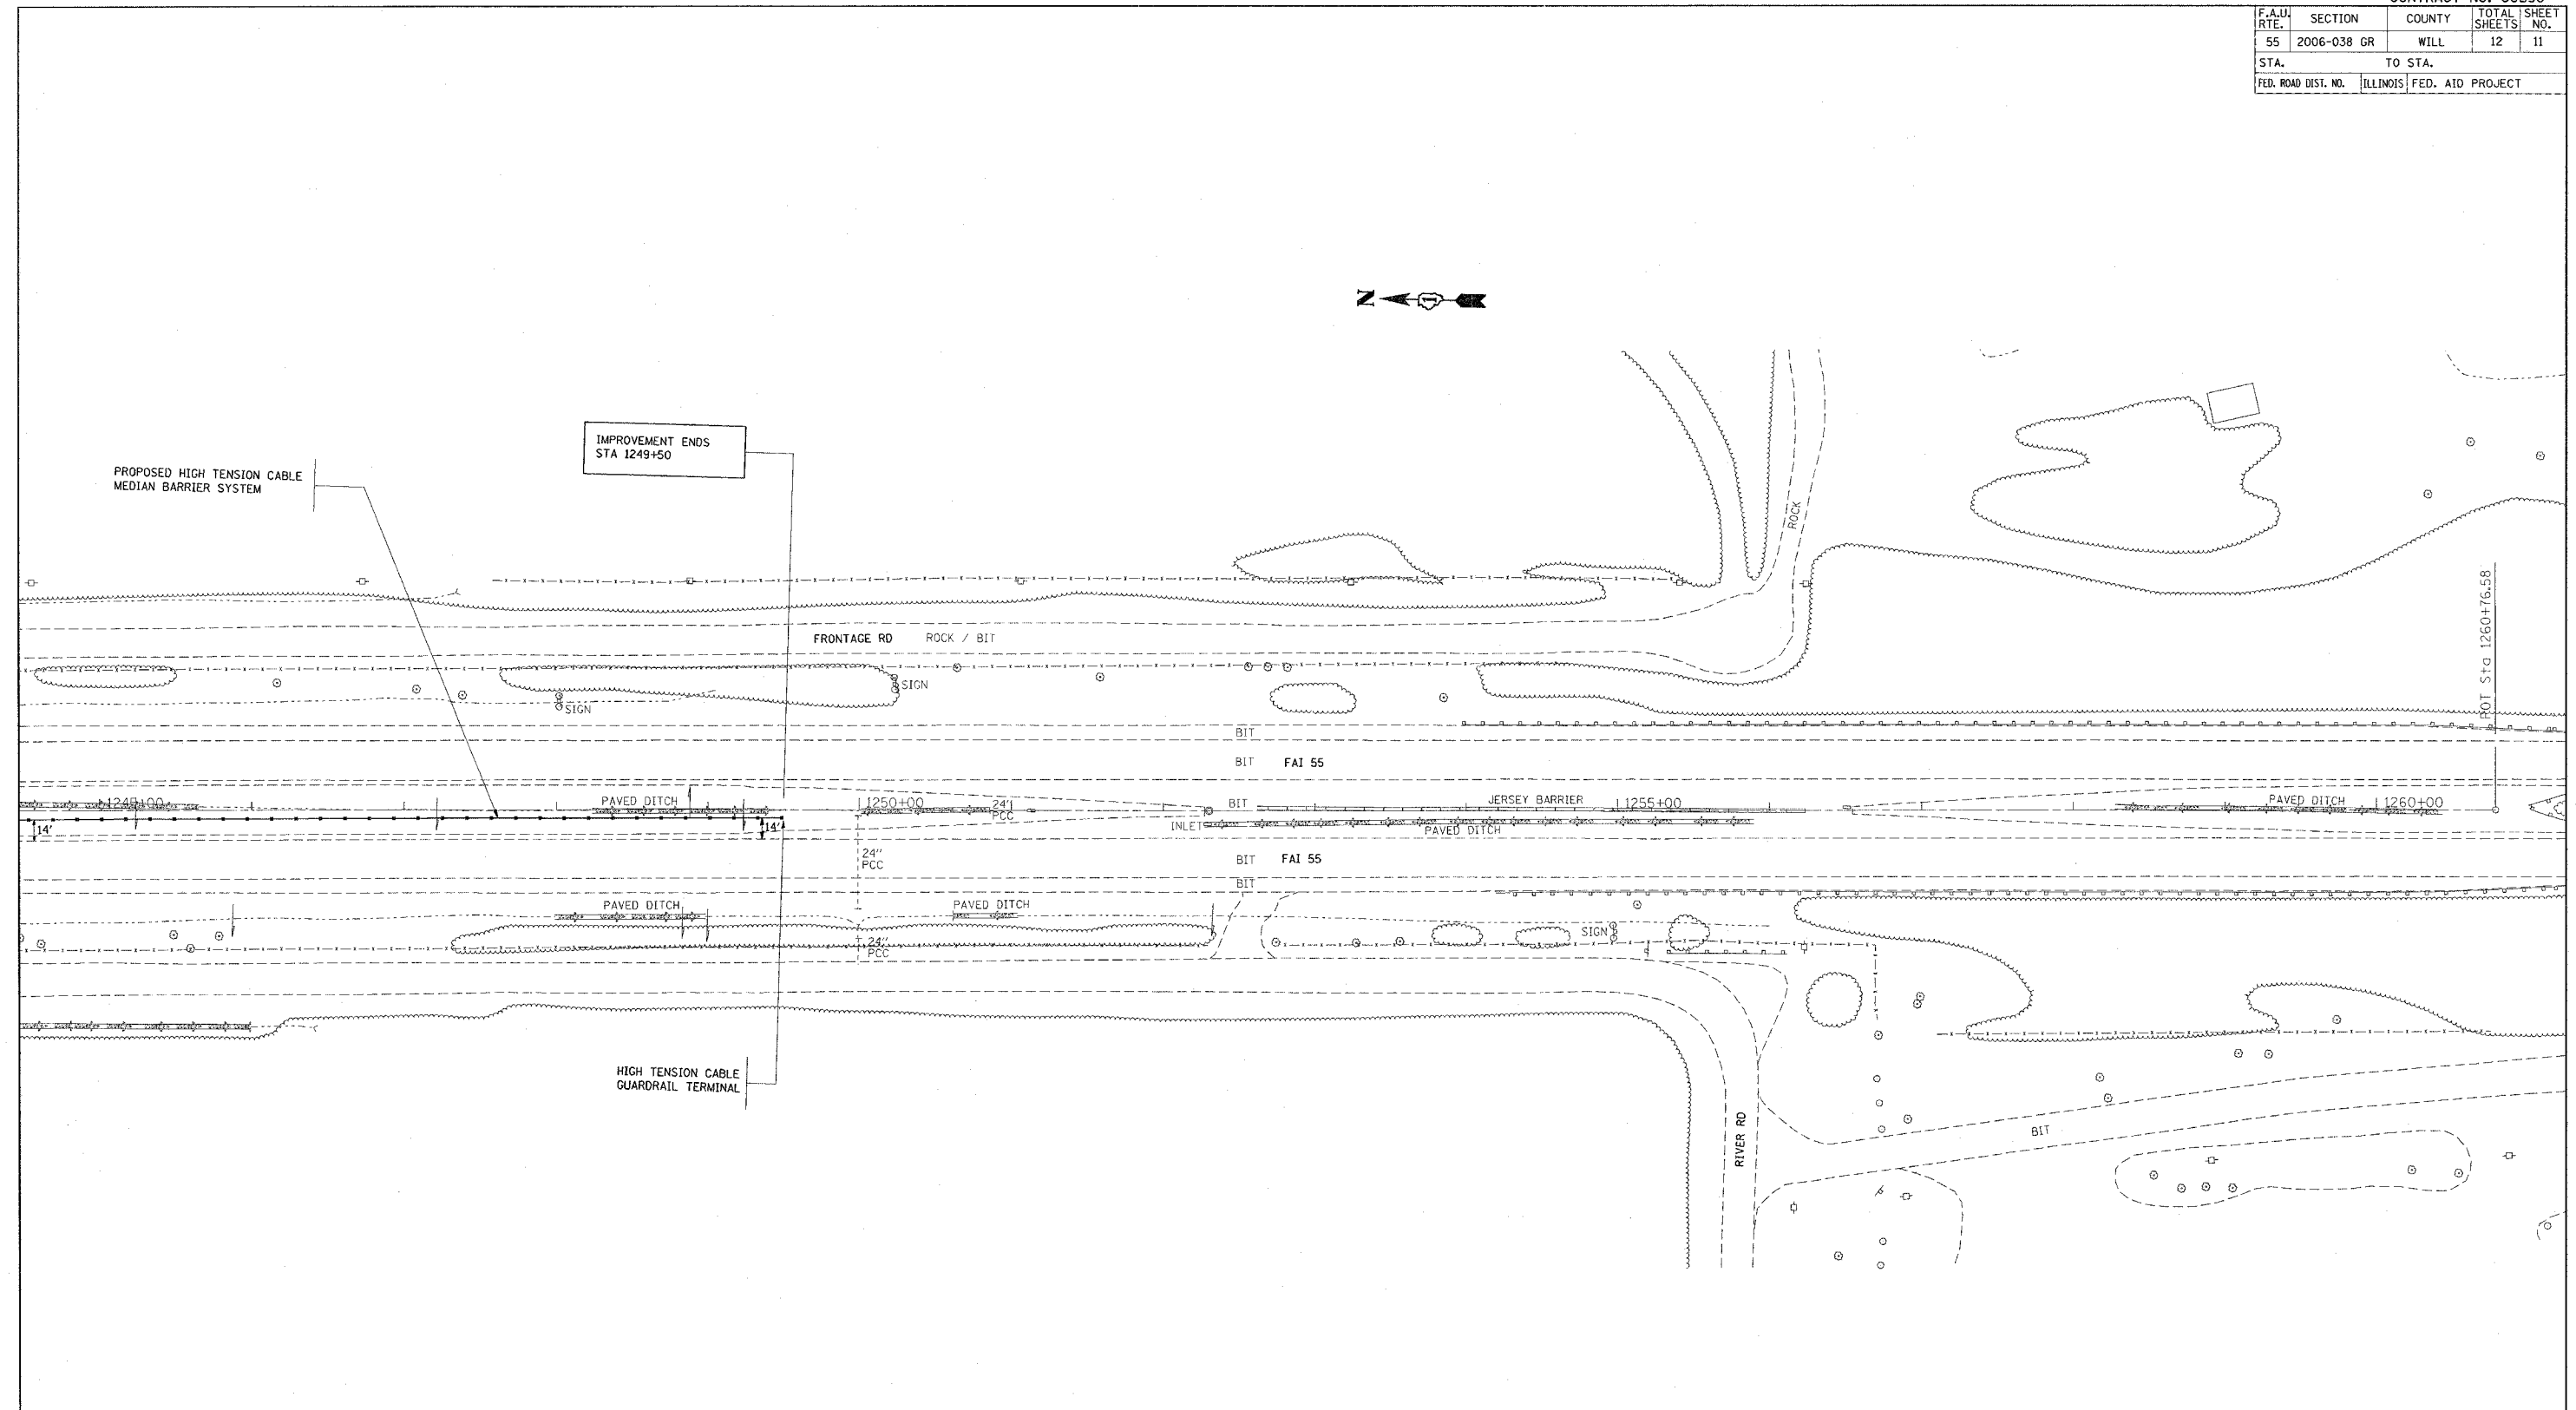 F.A.U. RTE. SECTION COUNTY TOTAL SHEETS SHEET NO.
55 2006-038 GR WILL 12 11
STA. TO STA.
FED. ROAD DIST. NO. ILLINOIS FED. AID PROJECT
N
IMPROVEMENT ENDS
STA 1249+50
PROPOSED HIGH TENSION CABLE
MEDIAN BARRIER SYSTEM
ROCK
POT Sta 1260+76.58
FRONTAGE RD ROCK / BIT
SIGN
SIGN
BIT
BIT FAI 55
1245+00
PAVED DITCH
1250+00
24"
PCC
BIT
JERSEY BARRIER
1255+00
PAVED DITCH
1260+00
14'
14'
INLET
PAVED DITCH
24"
PCC
BIT FAI 55
BIT
PAVED DITCH
PAVED DITCH
SIGN
24"
PCC
HIGH TENSION CABLE
GUARDRAIL TERMINAL
RIVER RD
BIT